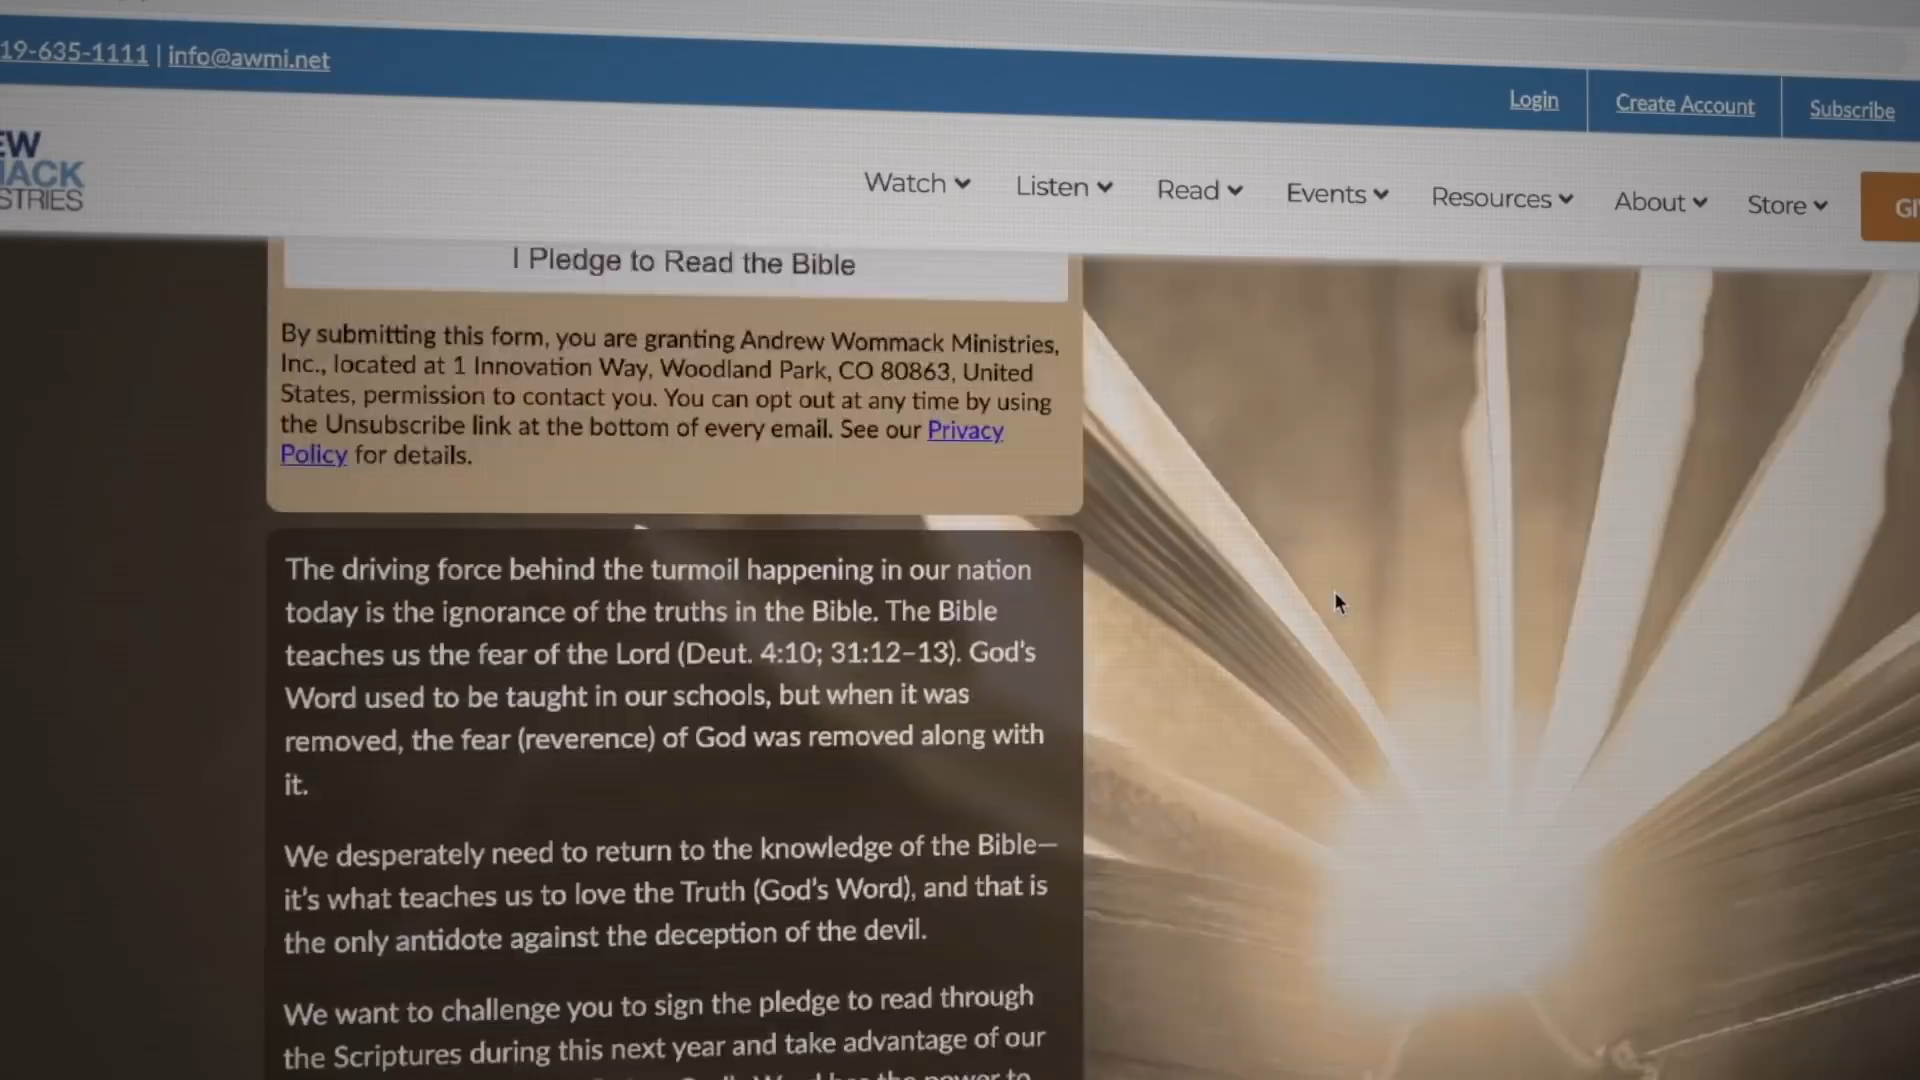 19-635-1111 | info@awmi.net
Login
Create Account
Subscribe
EW
MACK
STRIES
Watch
Listen
Read
Events
Resources
About
Store
GI
I Pledge to Read the Bible
By submitting this form, you are granting Andrew Wommack Ministries,
Inc., located at 1 Innovation Way, Woodland Park, CO 80863, United
States, permission to contact you. You can opt out at any time by using
the Unsubscribe link at the bottom of every email. See our Privacy
Policy for details.
The driving force behind the turmoil happening in our nation
today is the ignorance of the truths in the Bible. The Bible
teaches us the fear of the Lord (Deut. 4:10; 31:12–13). God's
Word used to be taught in our schools, but when it was
removed, the fear (reverence) of God was removed along with
it.
We desperately need to return to the knowledge of the Bible—
it's what teaches us to love the Truth (God's Word), and that is
the only antidote against the deception of the devil.
We want to challenge you to sign the pledge to read through
the Scriptures during this next year and take advantage of our
God's Word has the power to